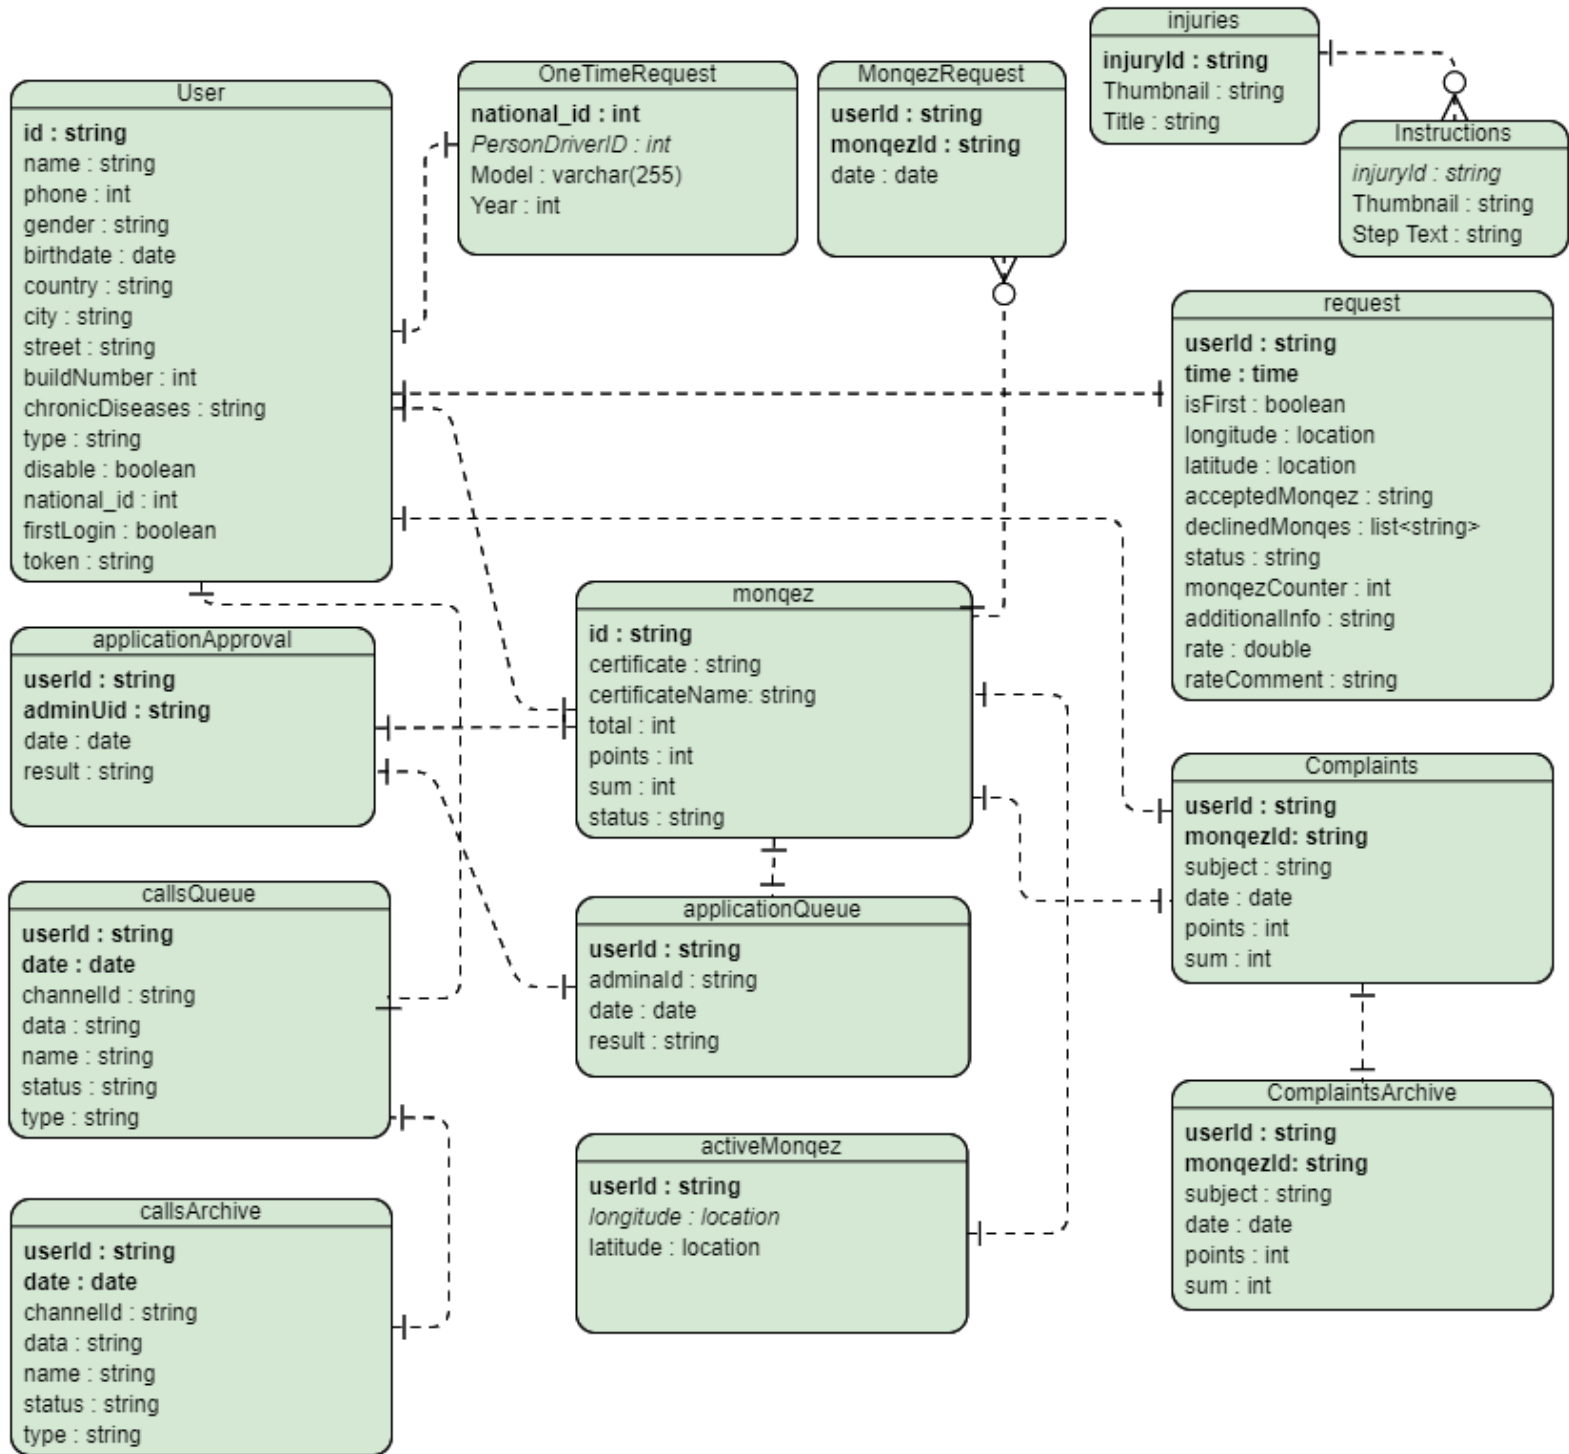 User
id : string
name : string
phone : int
gender : string
birthdate : date
country : string
city : string
street : string
buildNumber : int
chronicDiseases : string
type : string
disable : boolean
national_id : int
firstLogin : boolean
token : string
OneTimeRequest
national_id : int
PersonDriverID : int
Model : varchar(255)
Year : int
MonqezRequest
userId : string
monqezId : string
date : date
injuries
injuryId : string
Thumbnail : string
Title : string
Instructions
injuryId : string
Thumbnail : string
Step Text : string
request
userId : string
time : time
isFirst : boolean
longitude : location
latitude : location
acceptedMonqez : string
declinedMonqes : list<string>
status : string
monqezCounter : int
additionalInfo : string
rate : double
rateComment : string
applicationApproval
userId : string
adminUid : string
date : date
result : string
monqez
id : string
certificate : string
certificateName: string
total : int
points : int
sum : int
status : string
Complaints
userId : string
monqezId: string
subject : string
date : date
points : int
sum : int
callsQueue
userId : string
date : date
channelId : string
data : string
name : string
status : string
type : string
applicationQueue
userId : string
adminaId : string
date : date
result : string
ComplaintsArchive
userId : string
monqezId: string
subject : string
date : date
points : int
sum : int
activeMonqez
userId : string
longitude : location
latitude : location
callsArchive
userId : string
date : date
channelId : string
data : string
name : string
status : string
type : string